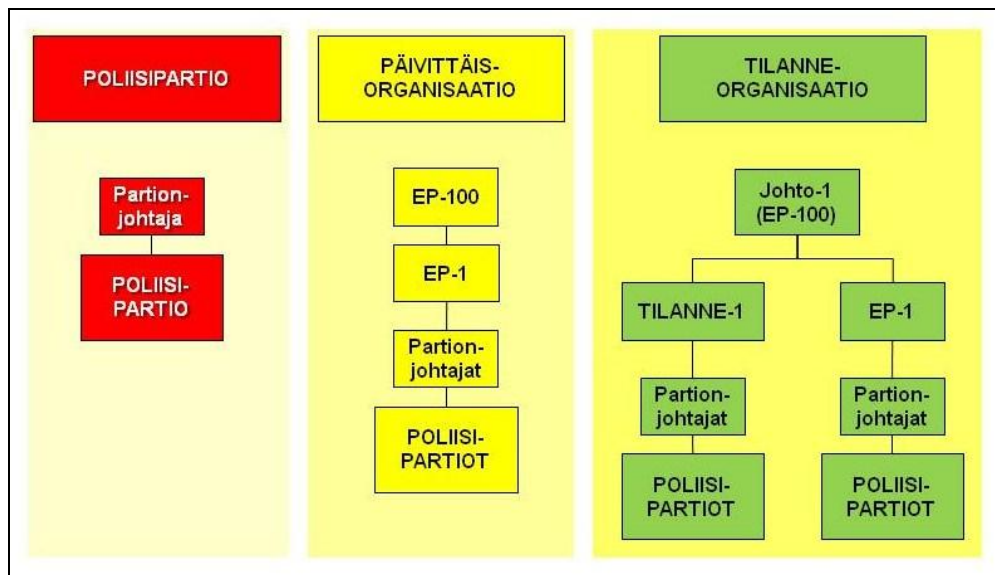 POLIISIPARTIO
Partion-
johtaja
POLIISI-
PARTIO
PÄIVITTÄIS-
ORGANISAATIO
EP-100
EP-1
Partion-
johtajat
POLIISI-
PARTIOT
TILANNE-
ORGANISAATIO
Johto-1
(EP-100)
TILANNE-1
Partion-
johtajat
POLIISI-
PARTIOT
EP-1
Partion-
johtajat
POLIISI-
PARTIOT